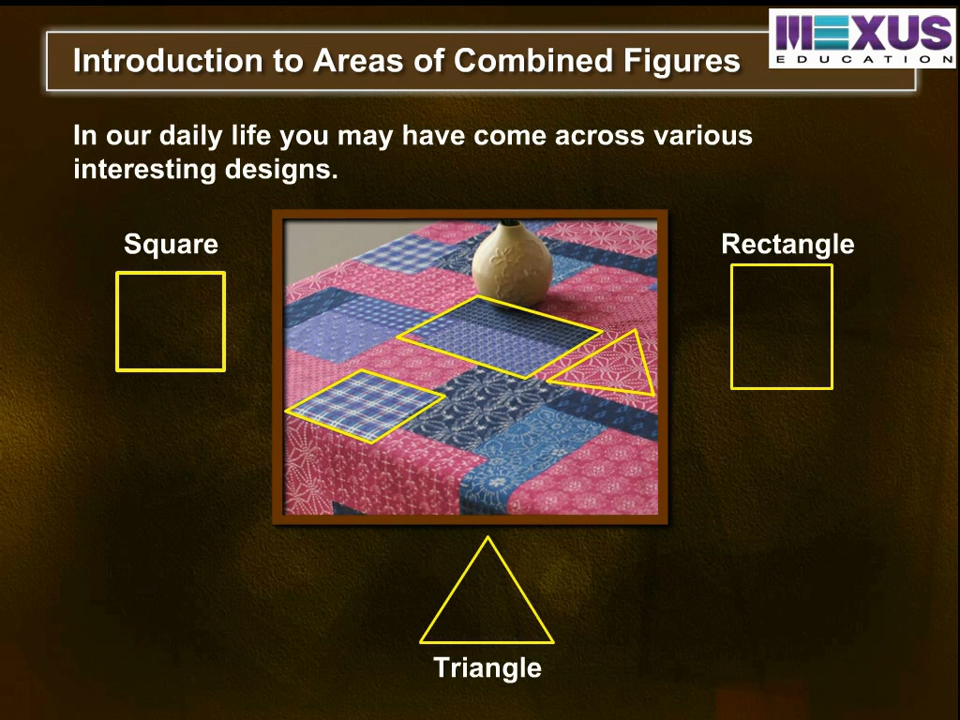 MEXUS
EDUCATION
Introduction to Areas of Combined Figures
In our daily life you may have come across various
interesting designs.
Square
Rectangle
Triangle